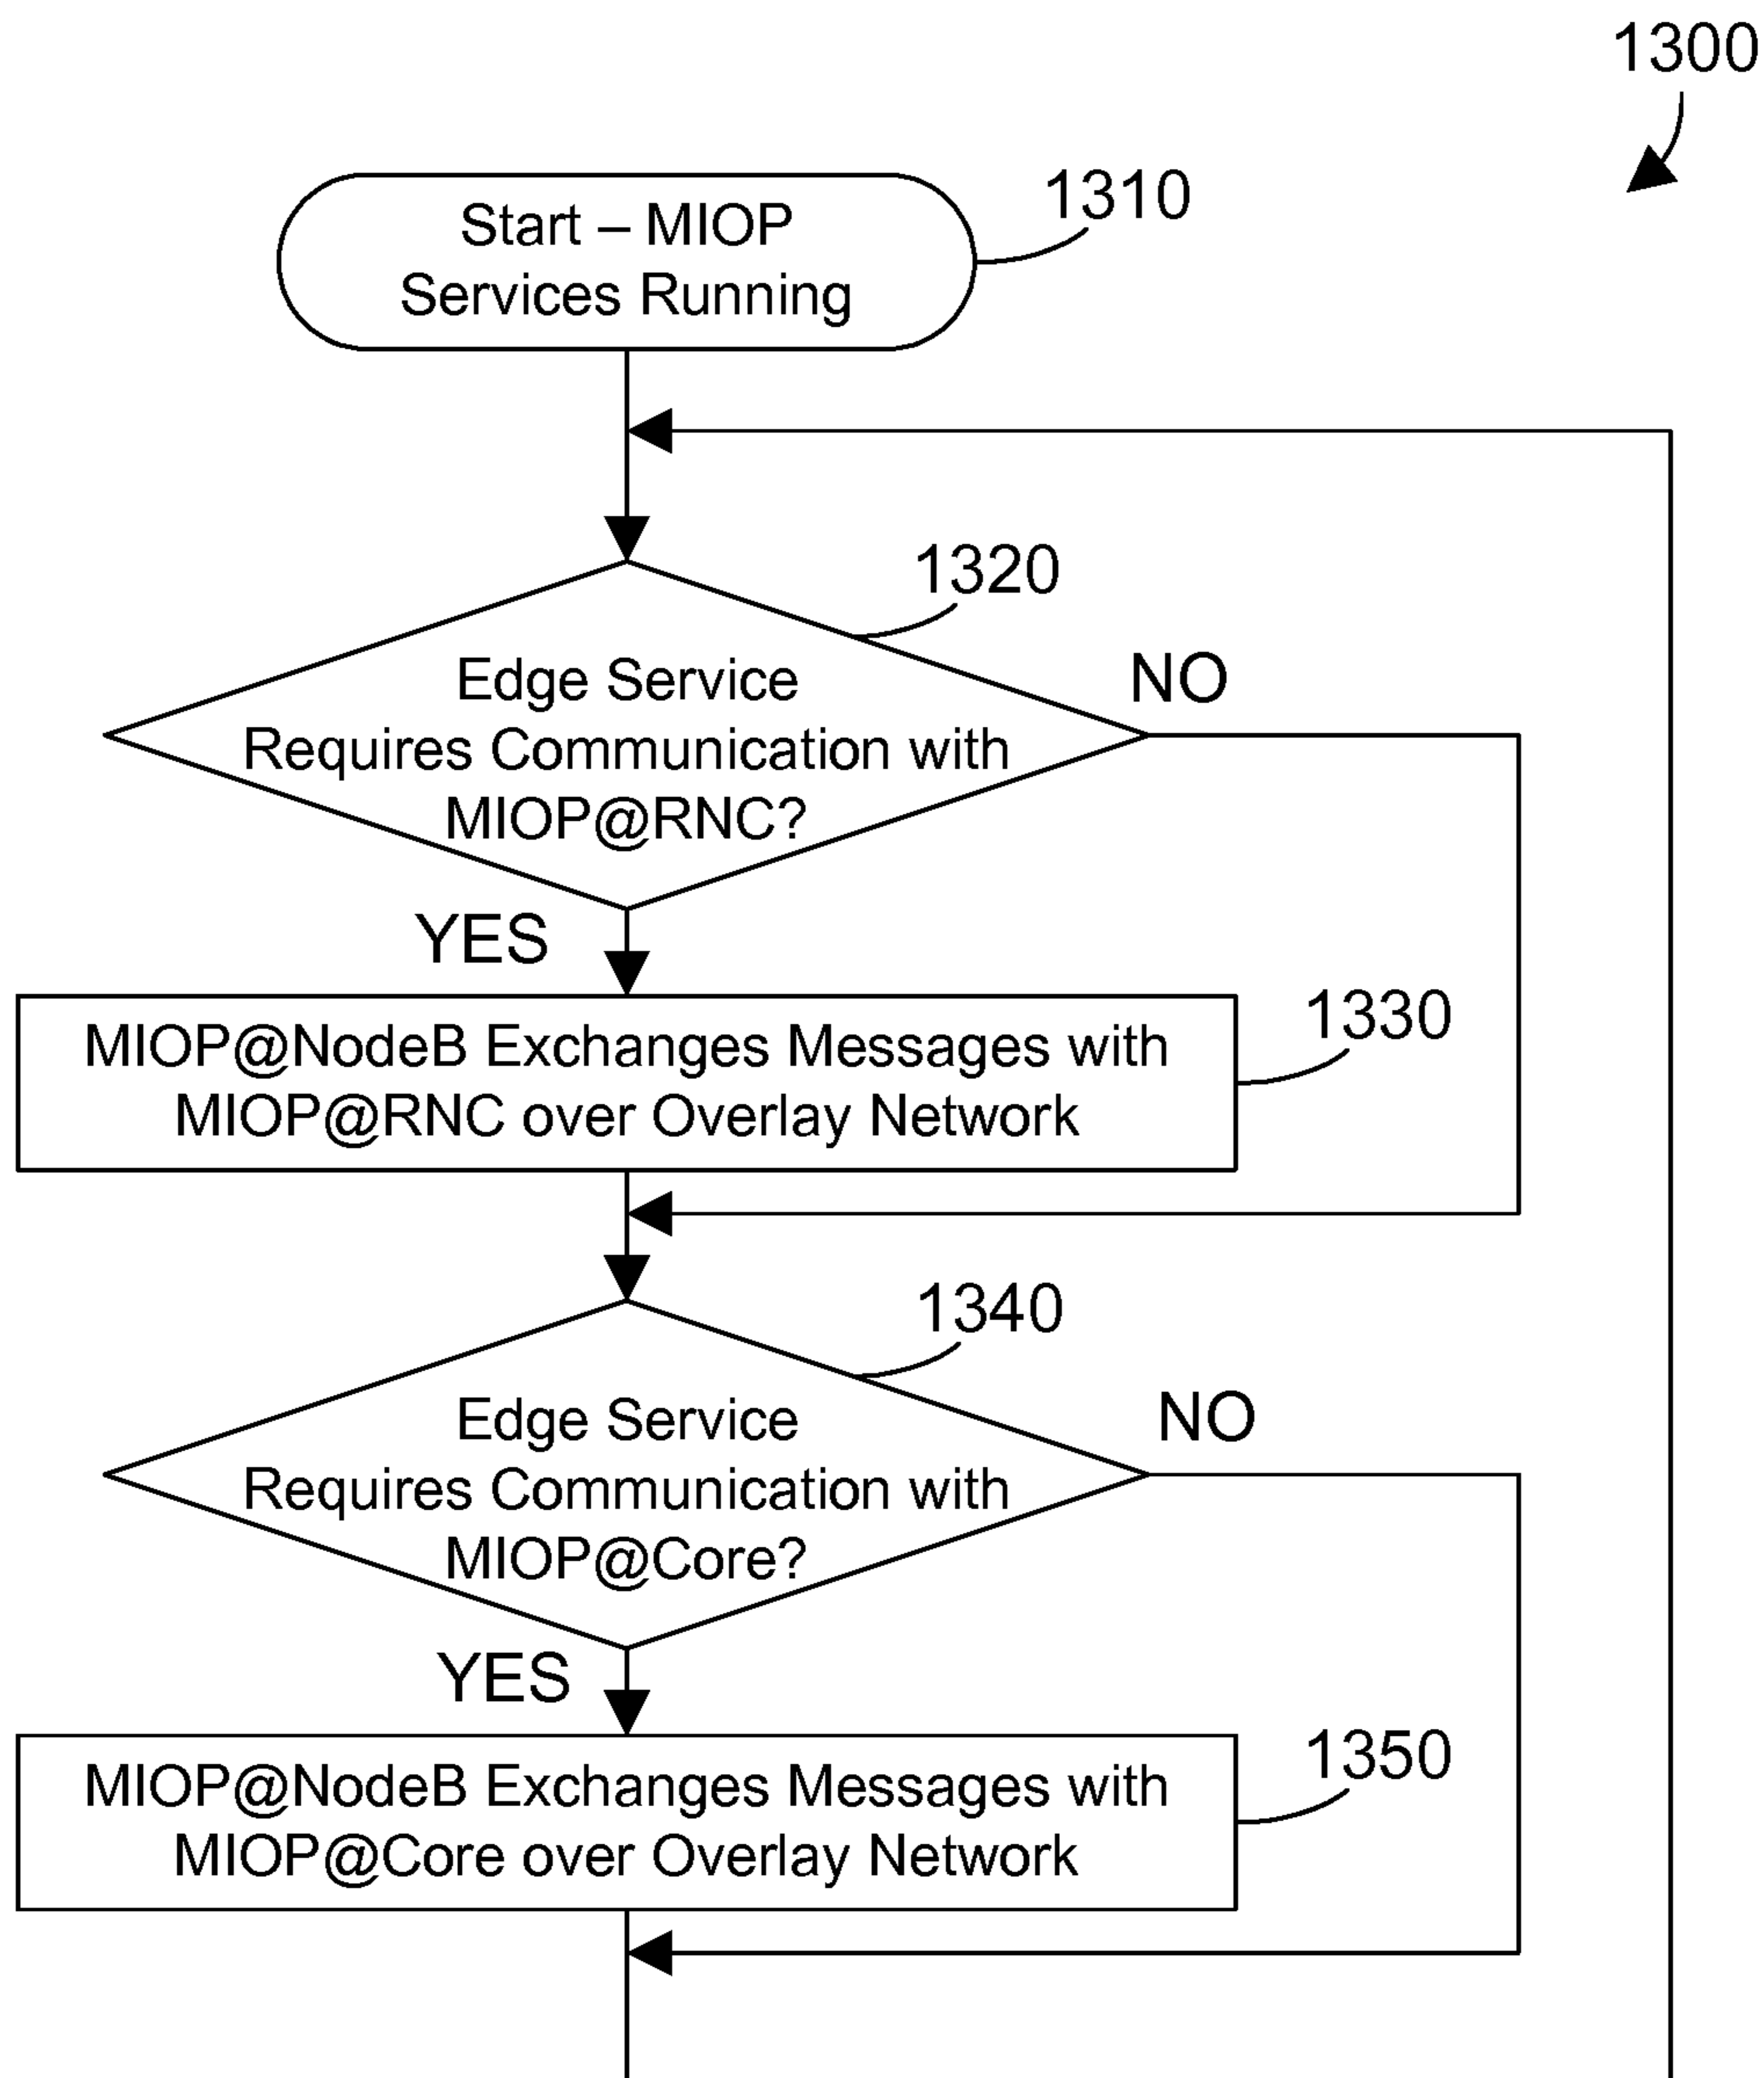 1300
1310
Start – MIOP
Services Running
1320
Edge Service
Requires Communication with
MIOP@RNC?
NO
YES
1330
MIOP@NodeB Exchanges Messages with
MIOP@RNC over Overlay Network
1340
Edge Service
Requires Communication with
MIOP@Core?
NO
YES
1350
MIOP@NodeB Exchanges Messages with
MIOP@Core over Overlay Network